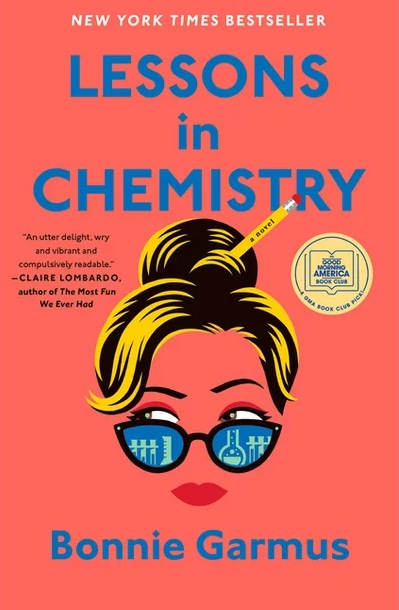 NEW YORK TIMES BESTSELLER
LESSONS
in
CHEMISTRY
a novel
"An utter delight, wry
and vibrant and
compulsively readable."
—CLAIRE LOMBARDO,
author of The Most Fun
We Ever Had
GOOD
MORNING
AMERICA
BOOK CLUB
A GMA BOOK CLUB PICK
Bonnie Garmus